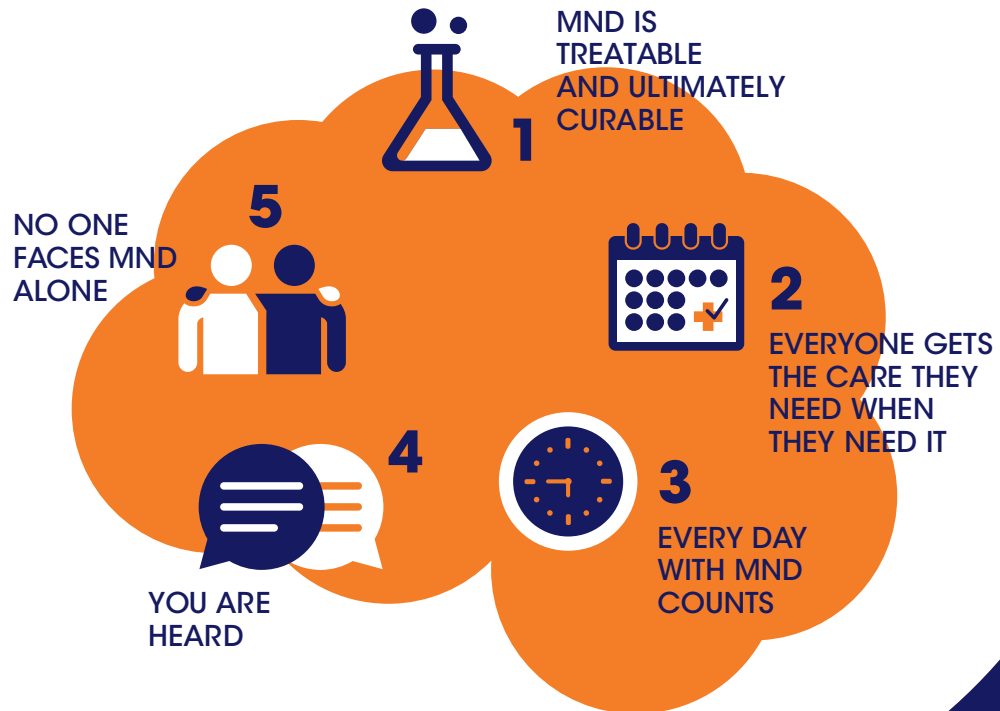 1
MND IS
TREATABLE
AND ULTIMATELY
CURABLE
2
EVERYONE GETS
THE CARE THEY
NEED WHEN
THEY NEED IT
3
EVERY DAY
WITH MND
COUNTS
4
YOU ARE
HEARD
5
NO ONE
FACES MND
ALONE